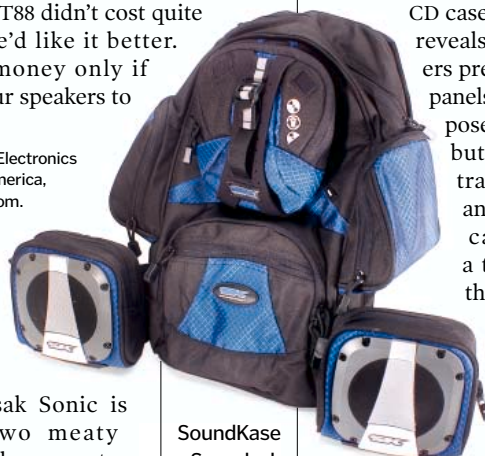 T88 didn't cost quite
e'd like it better.
money only if
ur speakers to
Electronics
merica,
om.
sak Sonic is
wo meaty
SoundKase
CD case
reveals
ers pre
panels
pose
but
tra
an
ca
a t
th